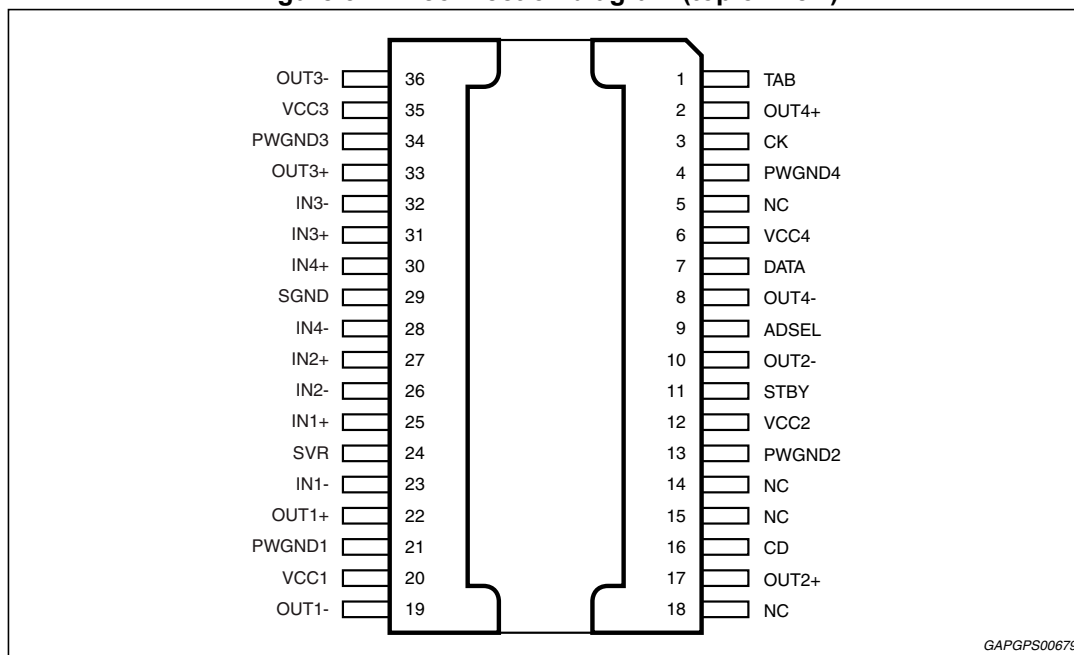 diagram (top
OUT3- 36 1 TAB
VCC3 35 2 OUT4+
PWGND3 34 3 CK
OUT3+ 33 4 PWGND4
IN3- 32 5 NC
IN3+ 31 6 VCC4
IN4+ 30 7 DATA
SGND 29 8 OUT4-
IN4- 28 9 ADSEL
IN2+ 27 10 OUT2-
IN2- 26 11 STBY
IN1+ 25 12 VCC2
SVR 24 13 PWGND2
IN1- 23 14 NC
OUT1+ 22 15 NC
PWGND1 21 16 CD
VCC1 20 17 OUT2+
OUT1- 19 18 NC
GAPGPS00679